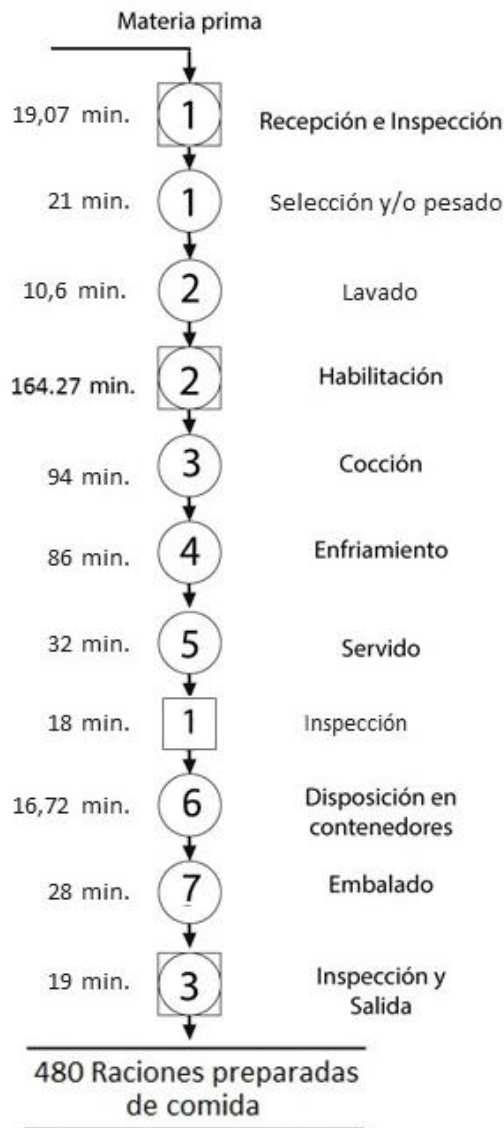 Materia prima
19,07 min. 1 Recepción e Inspección
21 min. 1 Selección y/o pesado
10,6 min. 2 Lavado
164.27 min. 2 Habilitación
94 min. 3 Cocción
86 min. 4 Enfriamiento
32 min. 5 Servido
18 min. 1 Inspección
16,72 min. 6 Disposición en
contenedores
28 min. 7 Embalado
19 min. 3 Inspección y
Salida
480 Raciones preparadas
de comida